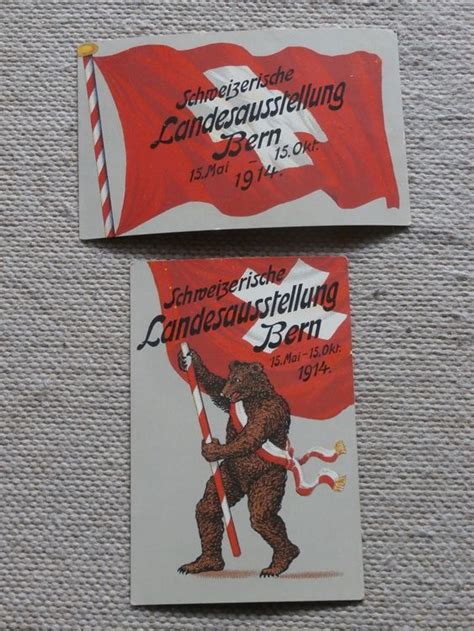 Schweizerische
Landesausstellung
Bern
15. Mai - 15. Okt.
1914.
Schweizerische
Landesausstellung
Bern
15. Mai - 15. Okt.
1914.